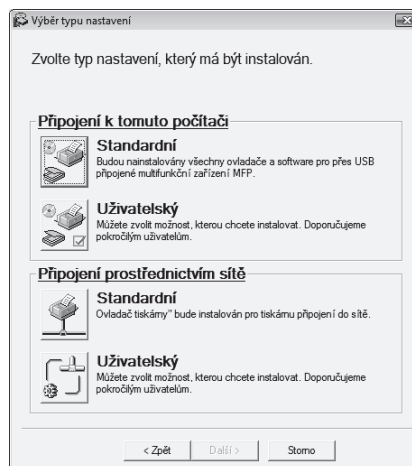 Výběr typu nastavení
Zvolte typ nastavení, který má být instalován.
Připojení k tomuto počítači
Standardní
Budou nainstalovány všechny ovladače a software pro přes USB
připojené multifunkční zařízení MFP.
Uživatelský
Můžete zvolit možnost, kterou chcete instalovat. Doporučujeme
pokročilým uživatelům.
Připojení prostřednictvím sítě
Standardní
Ovladač tiskárny" bude instalován pro tiskárnu připojení do sítě.
Uživatelský
Můžete zvolit možnost, kterou chcete instalovat. Doporučujeme
pokročilým uživatelům.
< Zpět Další > Storno